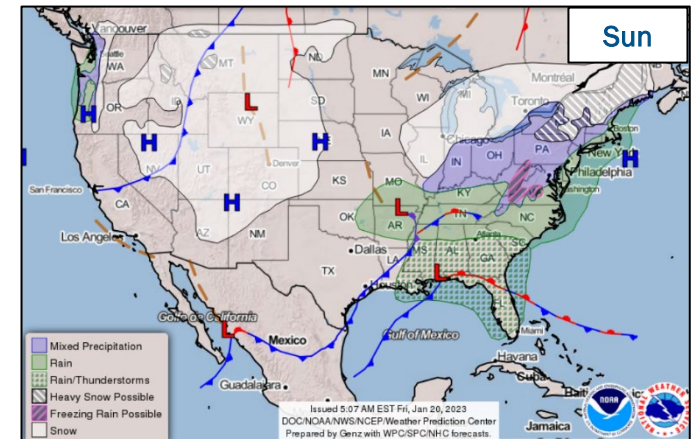 Sun
Vancouver
Seattle
WA
MT
ND
MN
Montréal
NB
OR
ID
SD
WI
MI
Toronto
WY
IA
Chicago
Boston
NV
UT
Denver
CO
IL
IN
OH
PA
New Y
Philadelphia
San Francisco
CA
KS
MO
KY
Washington
Los Angeles
AZ
NM
OK
AR
TN
NC
Dallas
MS
AL
Atlanta
GA
SC
TX
LA
Houston
FL
Golfo de California
Gulf of Mexico
Miami
Mexico
Havana
Cuba
Guadalajara
Jamaica
H
H
H
H
H
L
L
L
L
Mixed Precipitation
Rain
Rain/Thunderstorms
Heavy Snow Possible
Freezing Rain Possible
Snow
Issued 5:07 AM EST Fri, Jan 20, 2023
DOC/NOAA/NWS/NCEP/Weather Prediction Center
Prepared by Genz with WPC/SPC/NHC forecasts.
NOAA